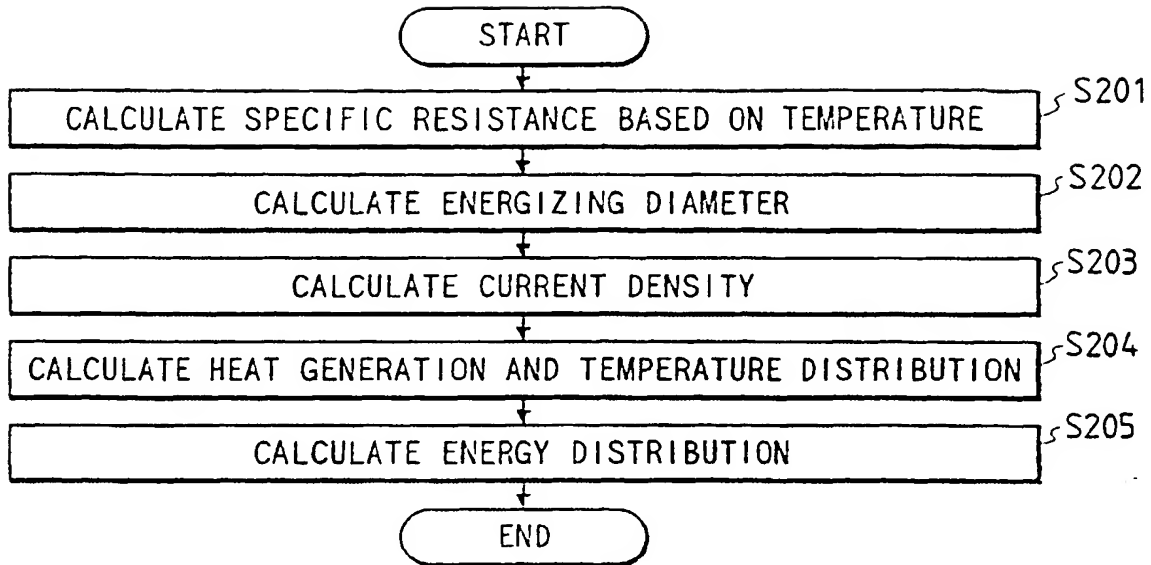 START
CALCULATE SPECIFIC RESISTANCE BASED ON TEMPERATURE
S201
CALCULATE ENERGIZING DIAMETER
S202
CALCULATE CURRENT DENSITY
S203
CALCULATE HEAT GENERATION AND TEMPERATURE DISTRIBUTION
S204
CALCULATE ENERGY DISTRIBUTION
S205
END